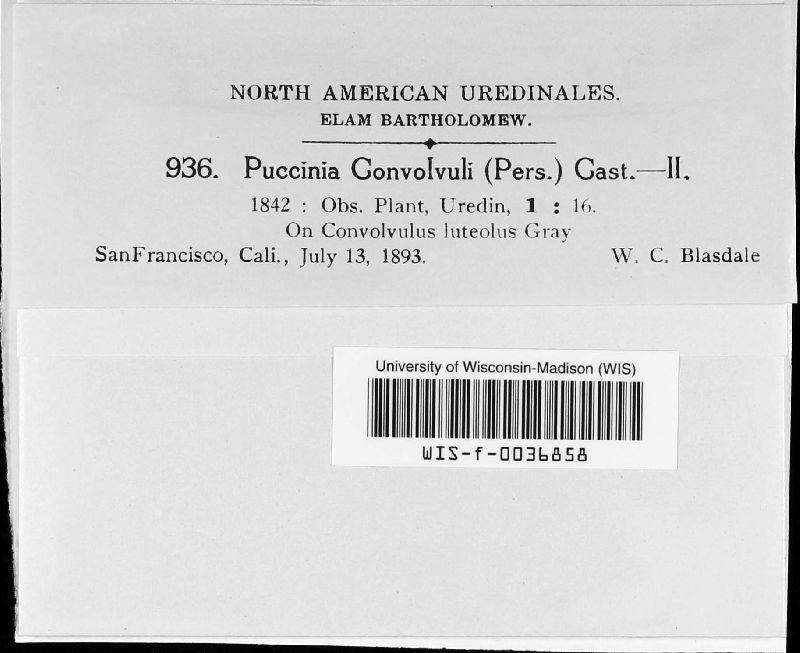 NORTH AMERICAN UREDINALES.
ELAM BARTHOLOMEW.
936. Puccinia Convolvuli (Pers.) Cast.—II.
1842 : Obs. Plant, Uredin, 1 : 16.
On Convolvulus luteolus Gray
SanFrancisco, Cali., July 13, 1893. W. C. Blasdale
University of Wisconsin-Madison (WIS)
WIS-f-0036858